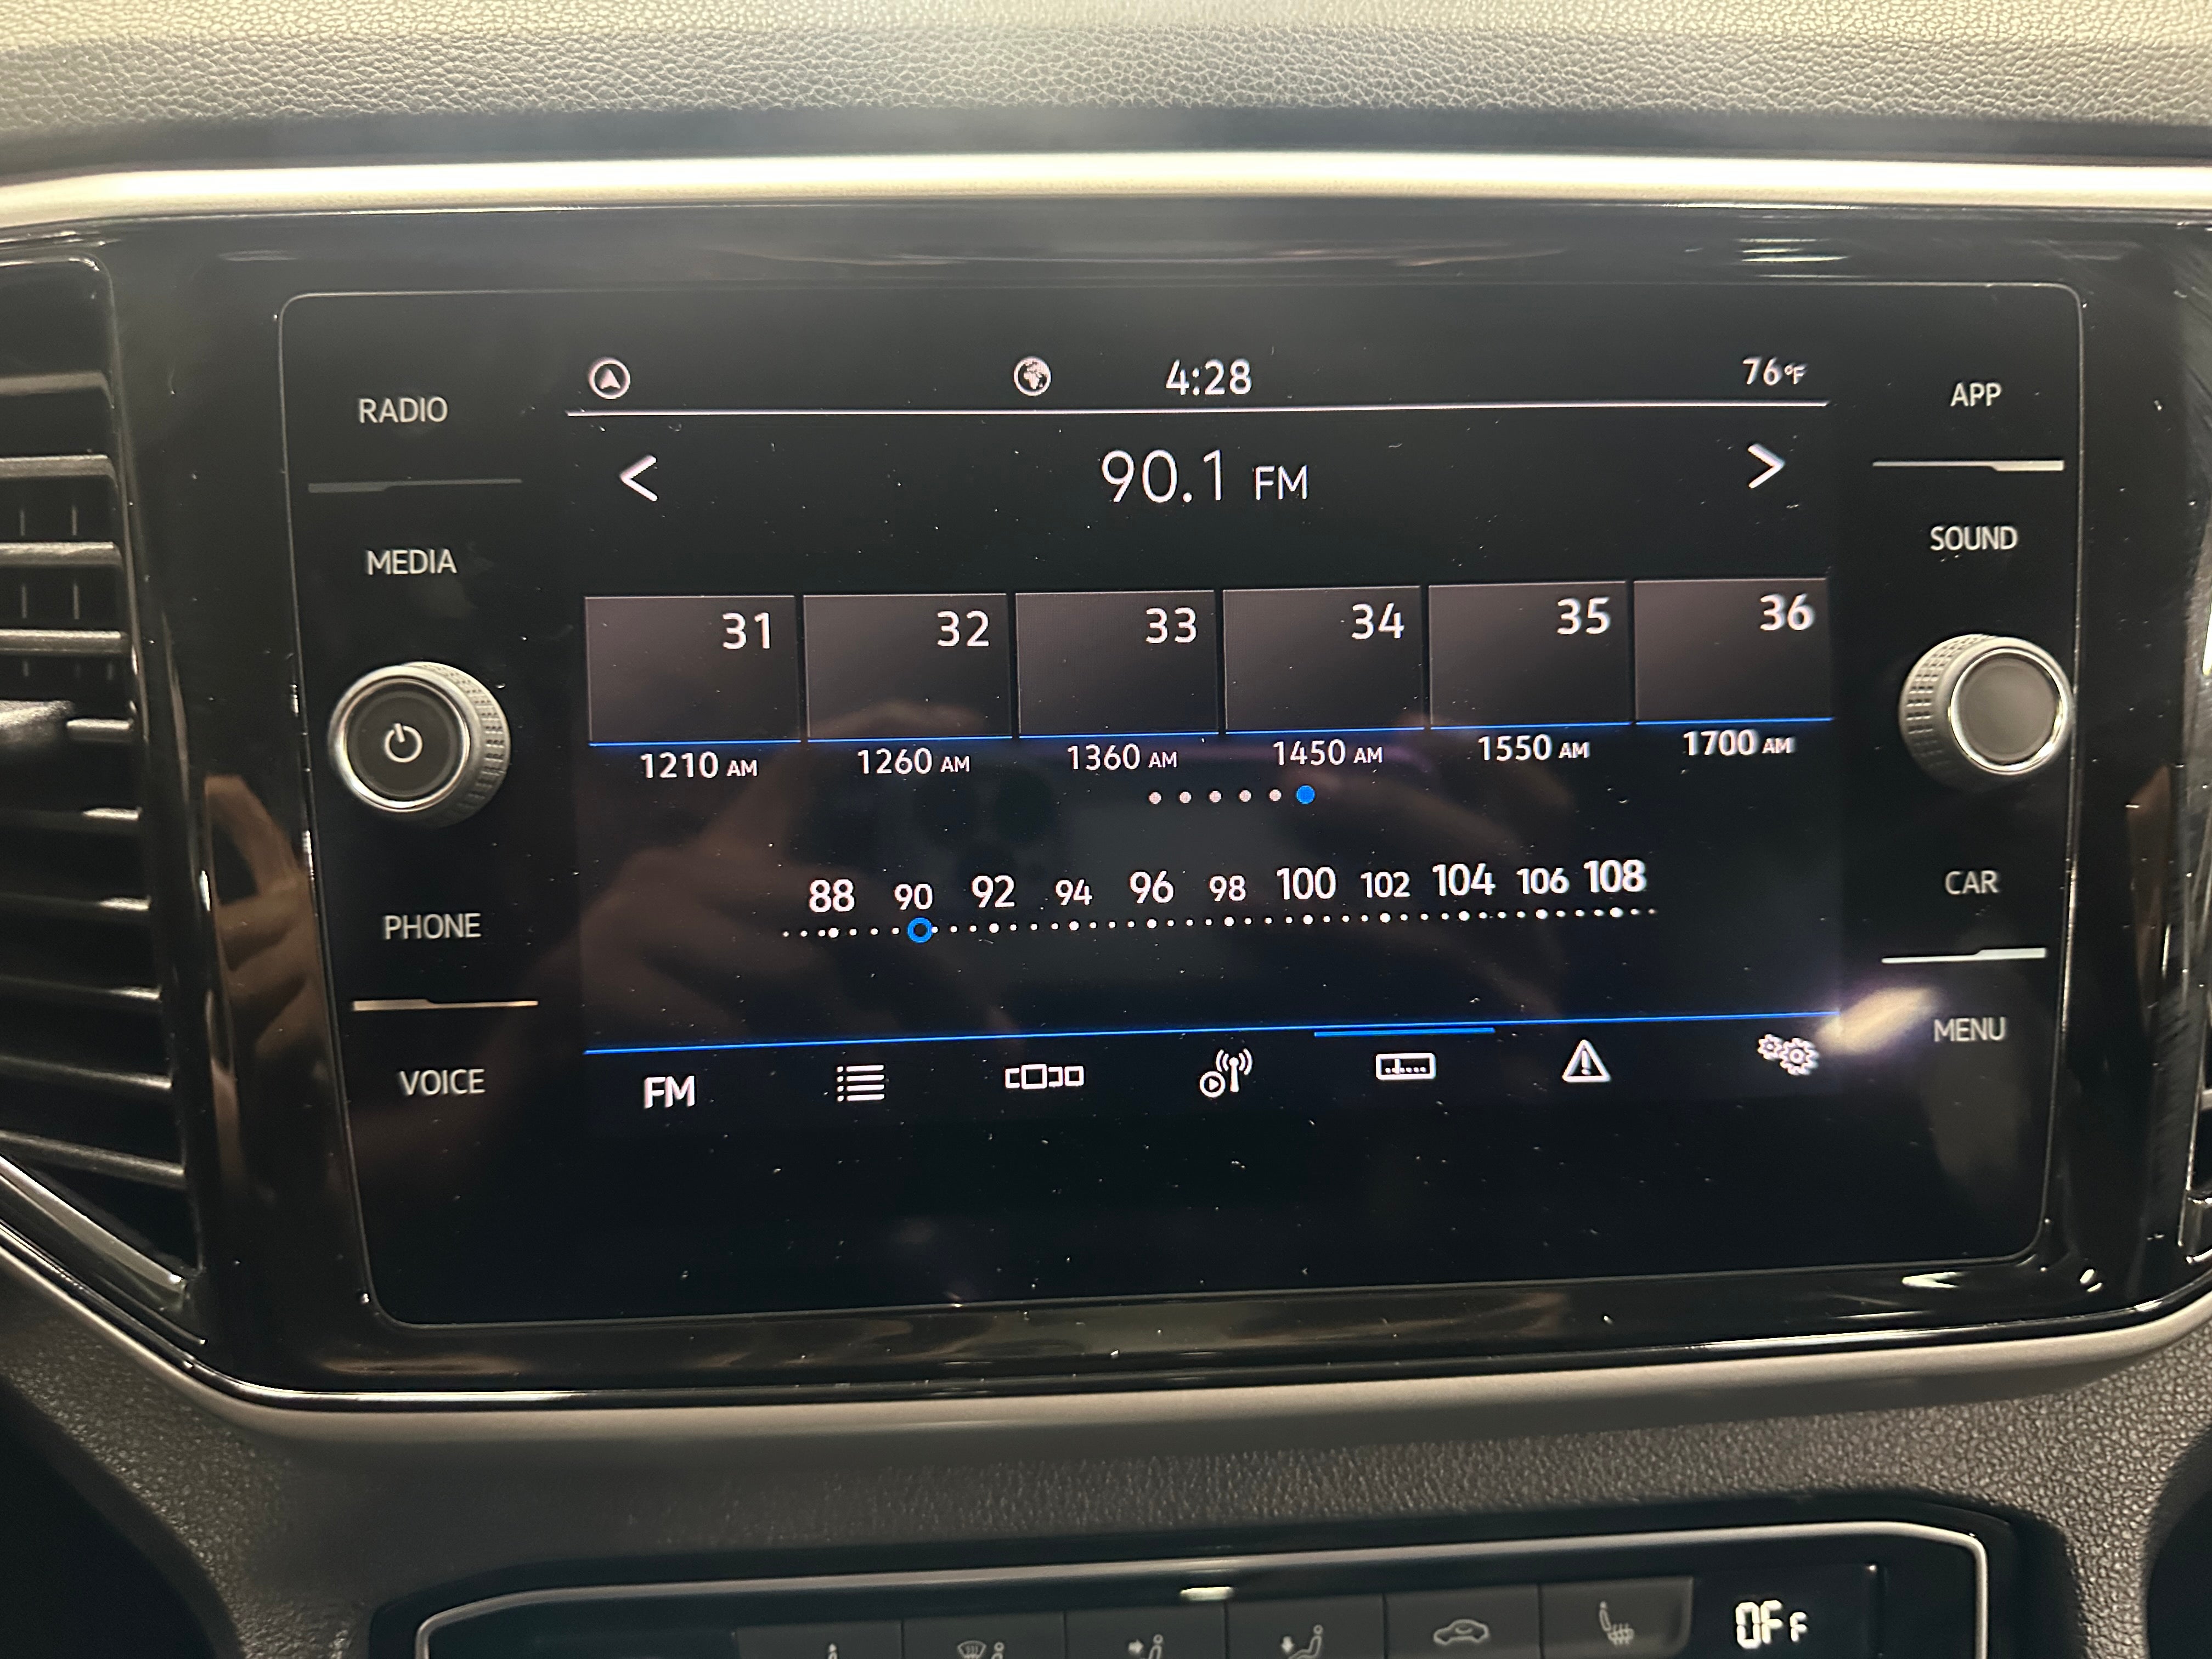 4:28 76°F
RADIO
APP
90.1 FM
SOUND
MEDIA
31 32 33 34 35 36
1210 AM 1260 AM 1360 AM 1450 AM 1550 AM 1700 AM
88 90 92 94 96 98 100 102 104 106 108
CAR
PHONE
MENU
VOICE
FM
OFF